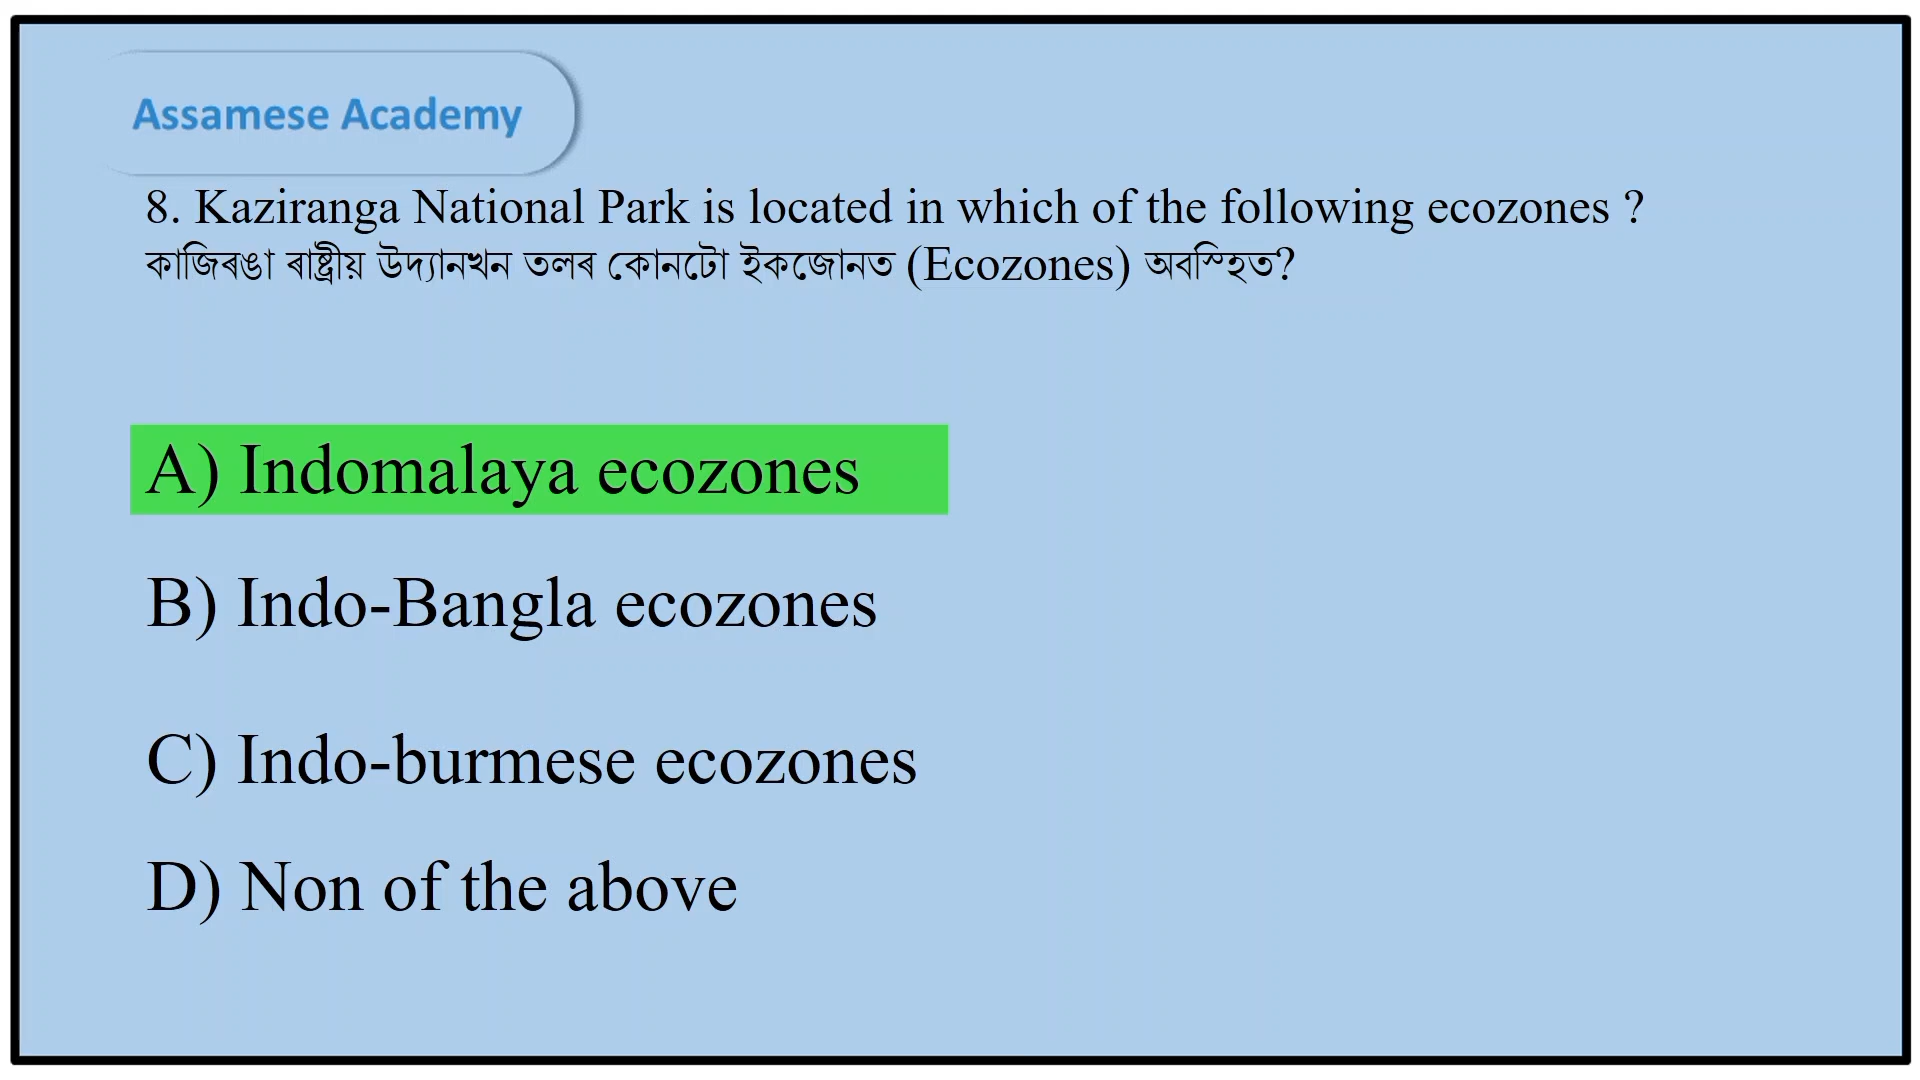 Assamese Academy
8. Kaziranga National Park is located in which of the following ecozones ?
কাজিৰঙা ৰাষ্ট্ৰীয় উদ্যানখন তলৰ কোনটো ইকজোনত (Ecozones) অবস্হিত?
A) Indomalaya ecozones
B) Indo-Bangla ecozones
C) Indo-burmese ecozones
D) Non of the above